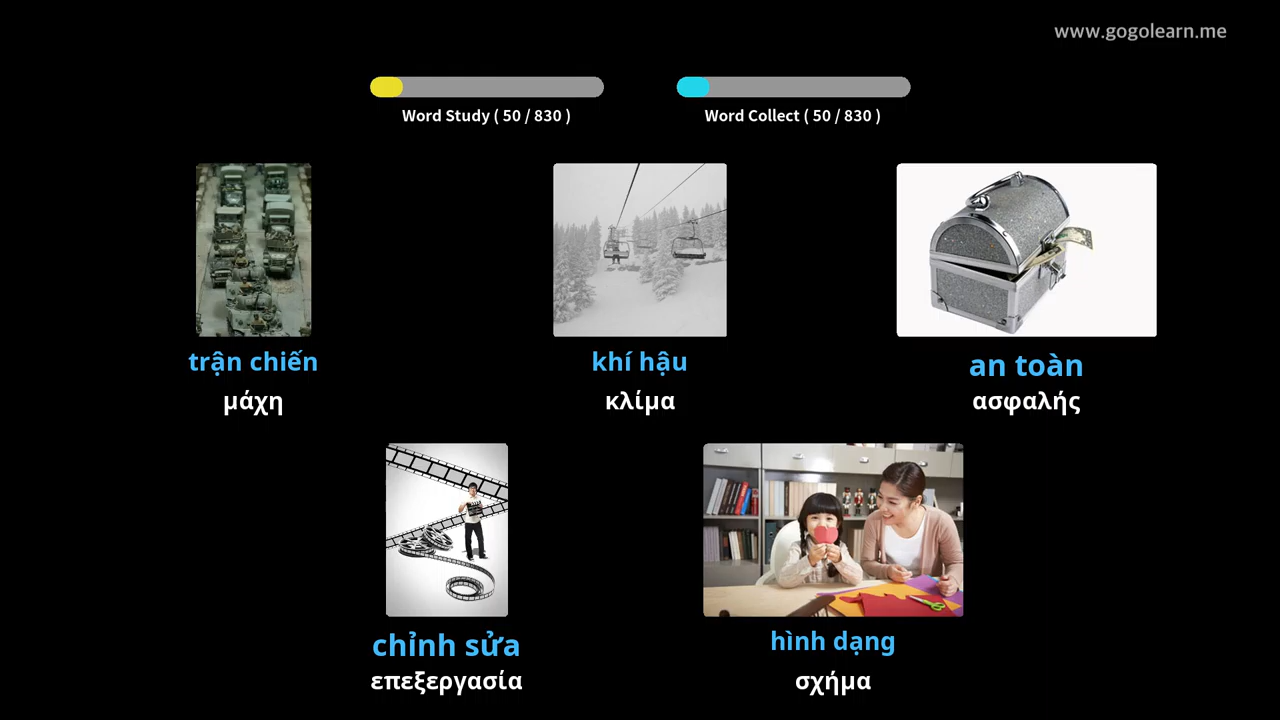 www.gogolearn.me
Word Study ( 50 / 830 )
Word Collect ( 50 / 830 )
trận chiến
μάχη
khí hậu
κλίμα
an toàn
ασφαλής
chỉnh sửa
επεξεργασία
hình dạng
σχήμα